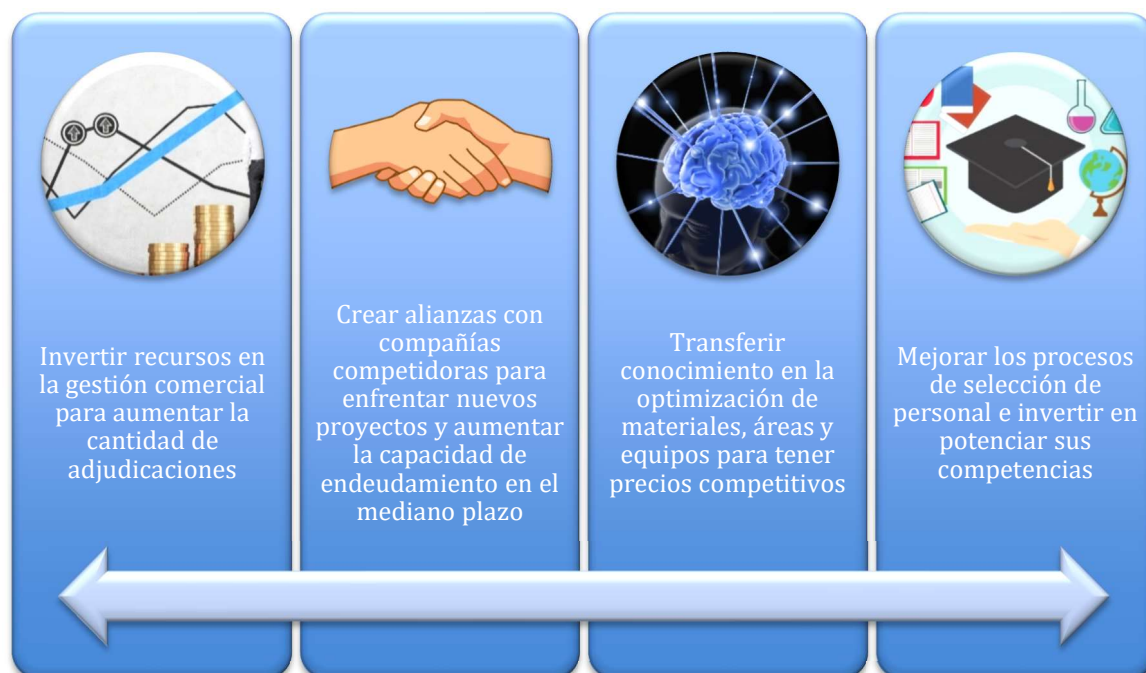 Invertir recursos en
la gestión comercial
para aumentar la
cantidad de
adjudicaciones
Crear alianzas con
compañías
competidoras para
enfrentar nuevos
proyectos y aumentar
la capacidad de
endeudamiento en el
mediano plazo
Transferir
conocimiento en la
optimización de
materiales, áreas y
equipos para tener
precios competitivos
Mejorar los procesos
de selección de
personal e invertir en
potenciar sus
competencias